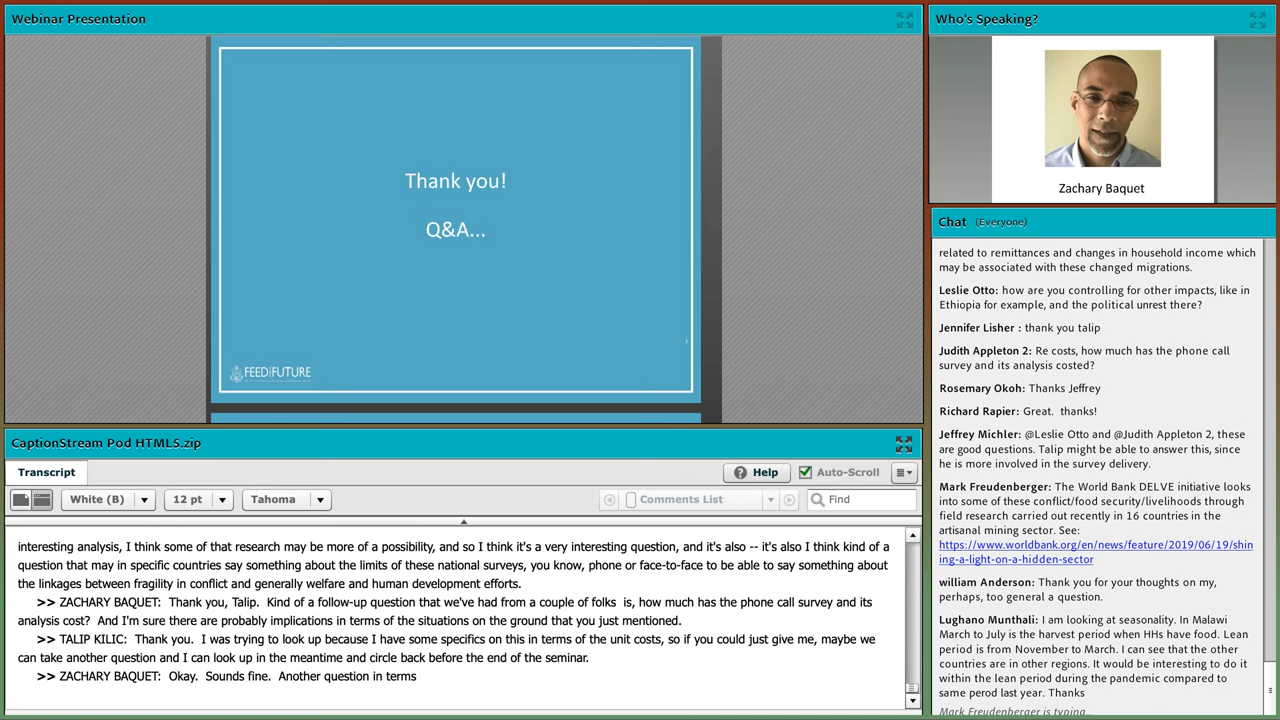 Webinar Presentation
Thank you!
Q&A...
FEED FUTURE
Who's Speaking?
Zachary Baquet
CaptionStream Pod HTML5.zip
Transcript
Help
Auto-Scroll
White (B)
12 pt
Tahoma
Comments List
Find
interesting analysis, I think some of that research may be more of a possibility, and so I think it's a very interesting question, and it's also -- it's also I think kind of a
question that may in specific countries say something about the limits of these national surveys, you know, phone or face-to-face to be able to say something about
the linkages between fragility in conflict and generally welfare and human development efforts.
>> ZACHARY BAQUET: Thank you, Talip. Kind of a follow-up question that we've had from a couple of folks is, how much has the phone call survey and its
analysis cost? And I'm sure there are probably implications in terms of the situations on the ground that you just mentioned.
>> TALIP KILIC: Thank you. I was trying to look up because I have some specifics on this in terms of the unit costs, so if you could just give me, maybe we
can take another question and I can look up in the meantime and circle back before the end of the seminar.
>> ZACHARY BAQUET: Okay. Sounds fine. Another question in terms
Chat (Everyone)
related to remittances and changes in household income which
may be associated with these changed migrations.
Leslie Otto: how are you controlling for other impacts, like in
Ethiopia for example, and the political unrest there?
Jennifer Lisher : thank you talip
Judith Appleton 2: Re costs, how much has the phone call
survey and its analysis costed?
Rosemary Okoh: Thanks Jeffrey
Richard Rapier: Great. thanks!
Jeffrey Michler: @Leslie Otto and @Judith Appleton 2, these
are good questions. Talip might be able to answer this, since
he is more involved in the survey delivery.
Mark Freudenberger: The World Bank DELVE initiative looks
into some of these conflict/food security/livelihoods through
field research carried out recently in 16 countries in the
artisanal mining sector. See:
https://www.worldbank.org/en/news/feature/2019/06/19/shin
ing-a-light-on-a-hidden-sector
william Anderson: Thank you for your thoughts on my,
perhaps, too general a question.
Lughano Munthali: I am looking at seasonality. In Malawi
March to July is the harvest period when HHs have food. Lean
period is from November to March. I can see that the other
countries are in other regions. It would be interesting to do it
within the lean period during the pandemic compared to
same perod last year. Thanks
Mark Freudenberger is typing...